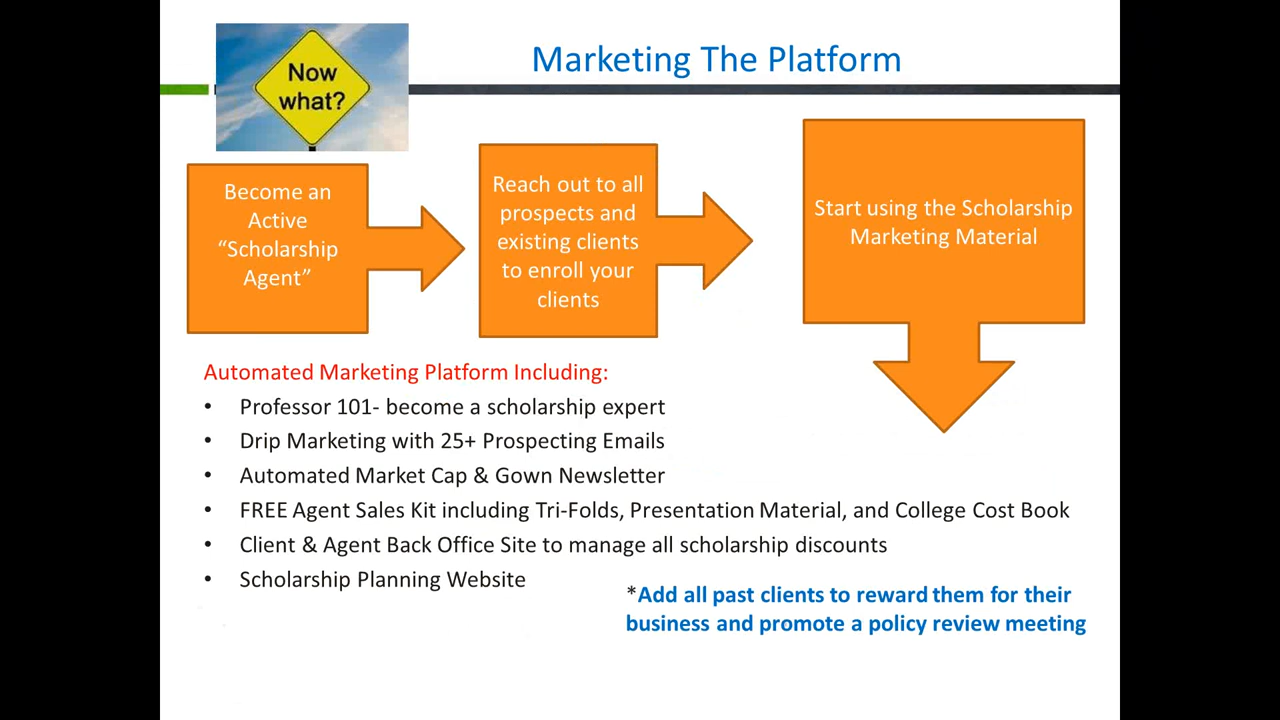 Marketing The Platform
Now
what?
Become an
Active
“Scholarship
Agent”
Reach out to all
prospects and
existing clients
to enroll your
clients
Start using the Scholarship
Marketing Material
Automated Marketing Platform Including:
• Professor 101- become a scholarship expert
• Drip Marketing with 25+ Prospecting Emails
• Automated Market Cap & Gown Newsletter
• FREE Agent Sales Kit including Tri-Folds, Presentation Material, and College Cost Book
• Client & Agent Back Office Site to manage all scholarship discounts
• Scholarship Planning Website
*Add all past clients to reward them for their
business and promote a policy review meeting